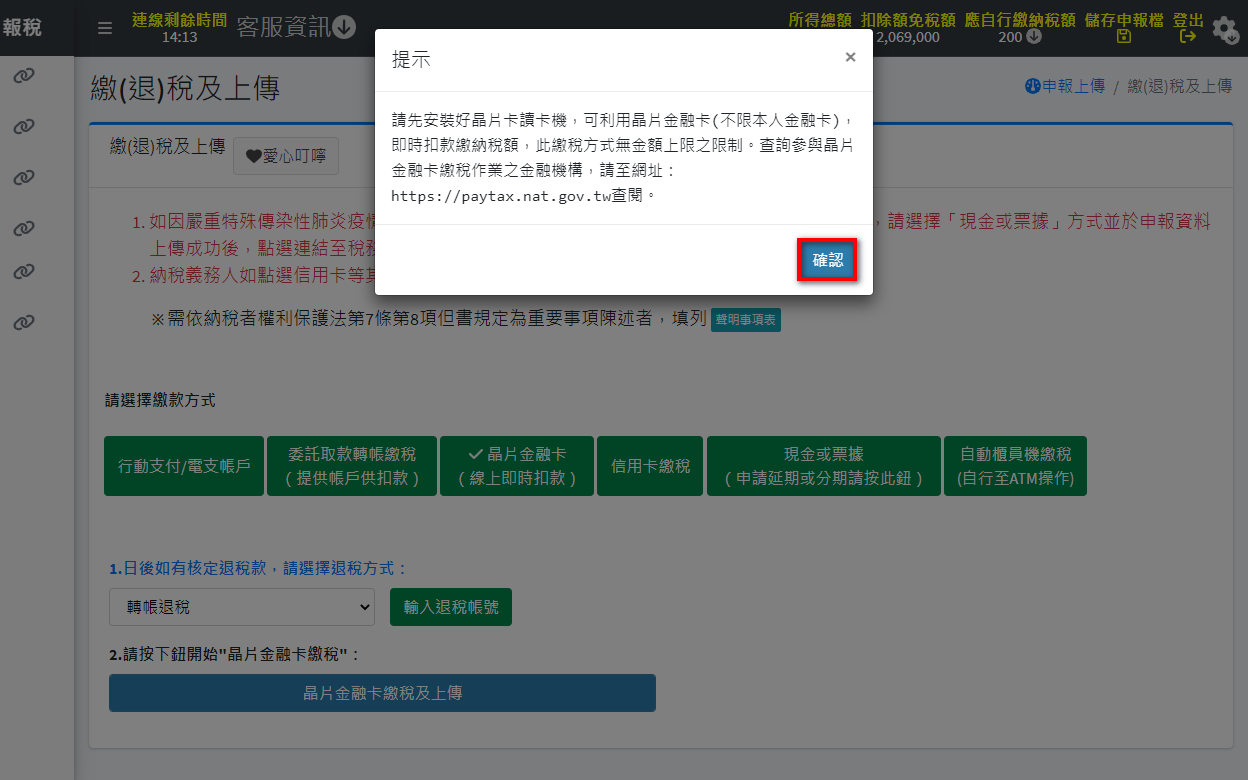 報稅
連線剩餘時間
14:13
客服資訊
所得總額 扣除額免稅額 應自行繳納稅額 儲存申報檔 登出
2,069,000 200
繳(退)稅及上傳
申報上傳 / 繳(退)稅及上傳
繳(退)稅及上傳 愛心叮嚀
提示 ×
請先安裝好晶片卡讀卡機，可利用晶片金融卡(不限本人金融卡)，
即時扣款繳納稅額，此繳稅方式無金額上限之限制。查詢參與晶片
金融卡繳稅作業之金融機構，請至網址：
https://paytax.nat.gov.tw查閱。
確認
1. 如因嚴重特殊傳染性肺炎疫情 ，請選擇「現金或票據」方式並於申報資料
上傳成功後，點選連結至稅務
2. 納稅義務人如點選信用卡等其
※需依納稅者權利保護法第7條第8項但書規定為重要事項陳述者，填列 聲明事項表
請選擇繳款方式
行動支付/電支帳戶
委託取款轉帳繳稅
（提供帳戶供扣款）
晶片金融卡
（線上即時扣款）
信用卡繳稅
現金或票據
（申請延期或分期請按此鈕）
自動櫃員機繳稅
(自行至ATM操作)
1.日後如有核定退稅款，請選擇退稅方式：
轉帳退稅 輸入退稅帳號
2.請按下鈕開始"晶片金融卡繳稅"：
晶片金融卡繳稅及上傳